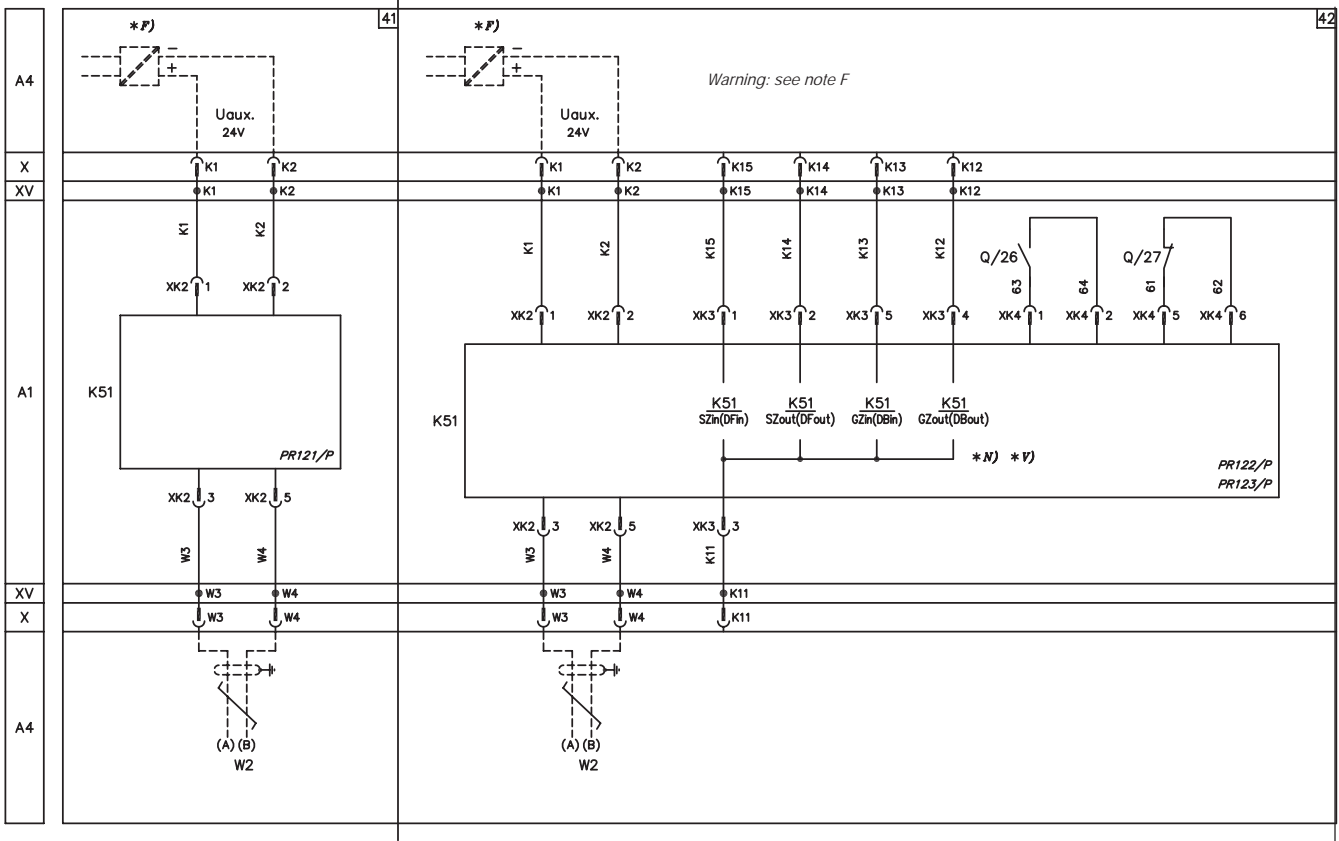 41
42
*F)
*F)
A4
−
+
−
+
Warning: see note F
Uaux.
24V
Uaux.
24V
X
K1
K2
K1
K2
K15
K14
K13
K12
XV
K1
K2
K1
K2
K15
K14
K13
K12
K1
K2
K1
K2
K15
K14
K13
K12
Q/26
63
64
Q/27
61
62
XK2 1
XK2 2
XK2 1
XK2 2
XK3 1
XK3 2
XK3 5
XK3 4
XK4 1
XK4 2
XK4 5
XK4 6
A1
K51
K51
K51
SZin(DFin)
K51
SZout(DFout)
K51
GZin(DBin)
K51
GZout(DBout)
PR121/P
*N) *V)
PR122/P
PR123/P
XK2 3
XK2 5
XK2 3
XK2 5
XK3 3
W3
W4
W3
W4
K11
XV
W3
W4
W3
W4
K11
X
W3
W4
W3
W4
K11
A4
(A) (B)
W2
(A) (B)
W2